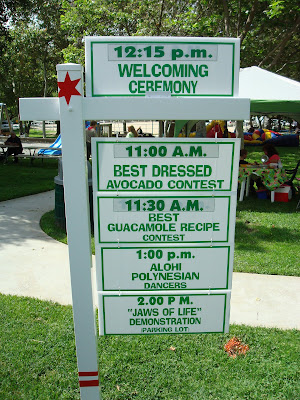 12:15 p.m.
WELCOMING
CEREMONY
11:00 A.M.
BEST DRESSED
AVOCADO CONTEST
11:30 A.M.
BEST
GUACAMOLE RECIPE
CONTEST
1:00 p.m.
ALOHI
POLYNESIAN
DANCERS
2:00 P.M.
"JAWS OF LIFE"
DEMONSTRATION
(PARKING LOT)